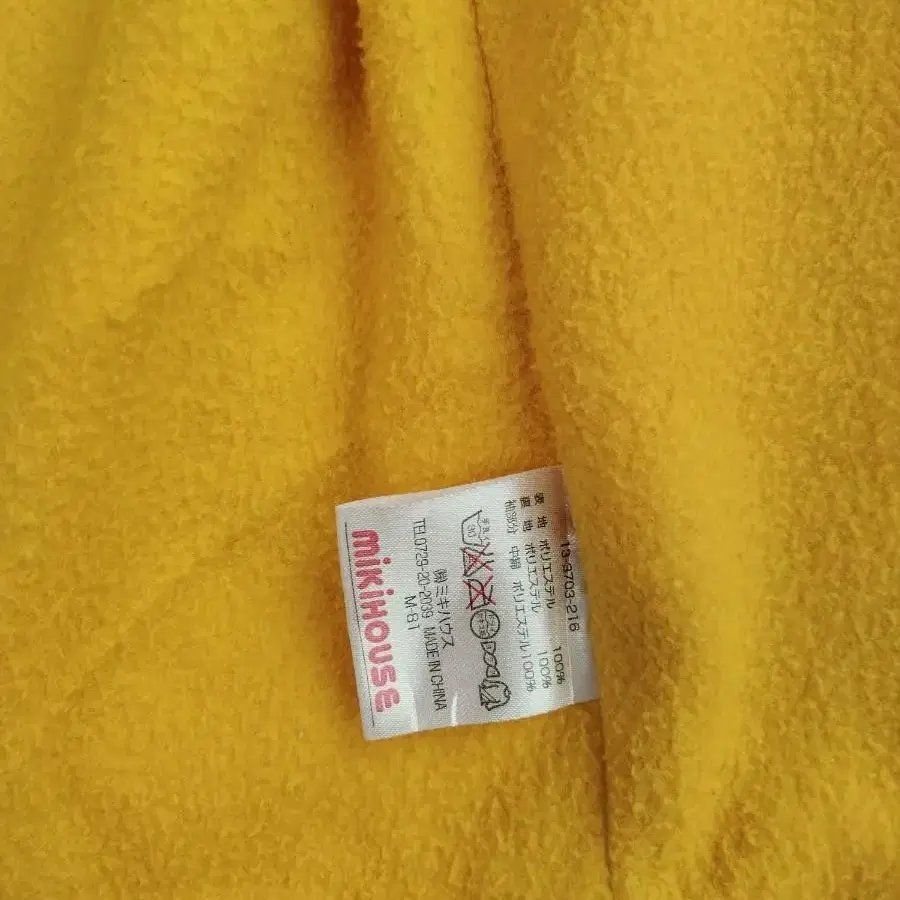 13-9703-216
表 地 ポリエステル 100%
裏 地 ポリエステル 100%
袖部分 中綿 ポリエステル100%
30
㈱ミキハウス
TEL0729-20-2039 MADE IN CHINA
M-81
mikiHOUSE